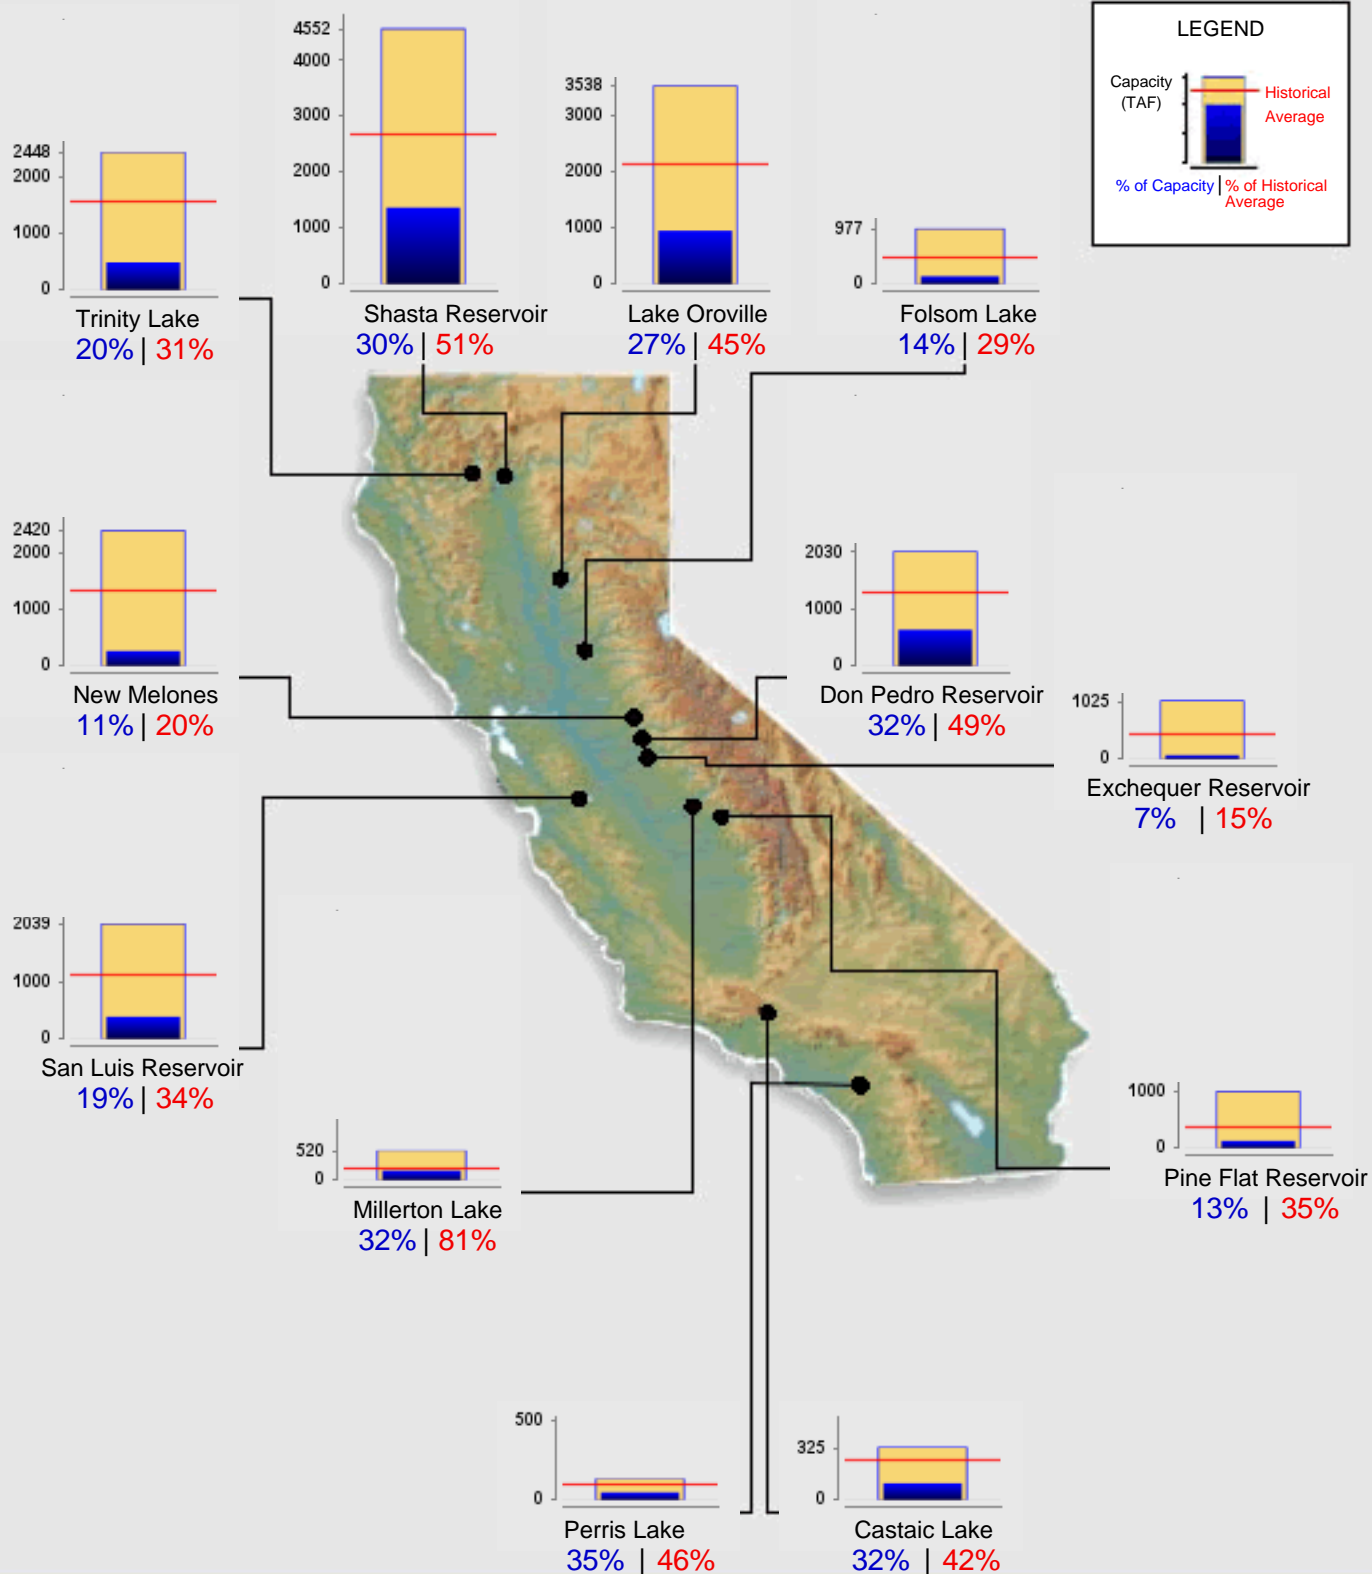 LEGEND
Capacity
(TAF)
Historical
Average
% of Capacity | % of Historical
Average
2448
2000
1000
0
Trinity Lake
20% | 31%
4552
4000
3000
2000
1000
0
Shasta Reservoir
30% | 51%
3538
3000
2000
1000
0
Lake Oroville
27% | 45%
977
0
Folsom Lake
14% | 29%
2420
2000
1000
0
New Melones
11% | 20%
2030
1000
0
Don Pedro Reservoir
32% | 49%
1025
0
Exchequer Reservoir
7% | 15%
2039
1000
0
San Luis Reservoir
19% | 34%
520
0
Millerton Lake
32% | 81%
1000
0
Pine Flat Reservoir
13% | 35%
500
0
Perris Lake
35% | 46%
325
0
Castaic Lake
32% | 42%